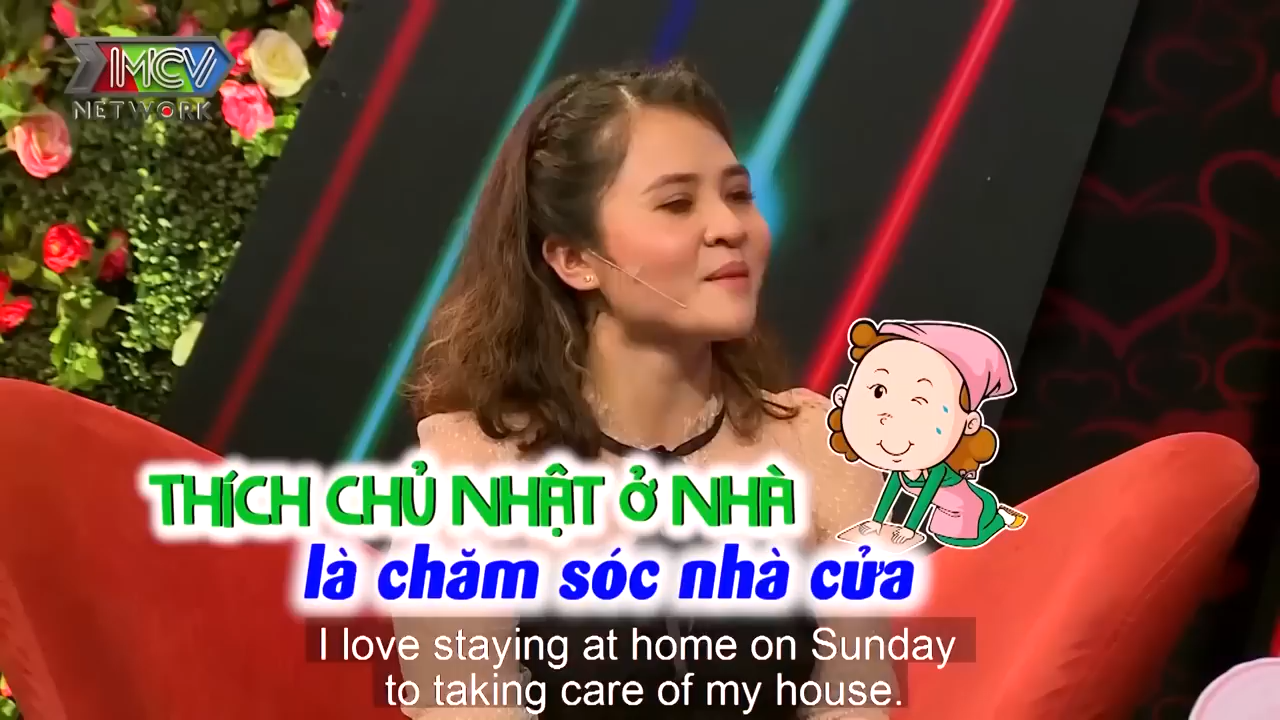 MCV
NETWORK
THÍCH CHỦ NHẬT Ở NHÀ
là chăm sóc nhà cửa
I love staying at home on Sunday
to taking care of my house.